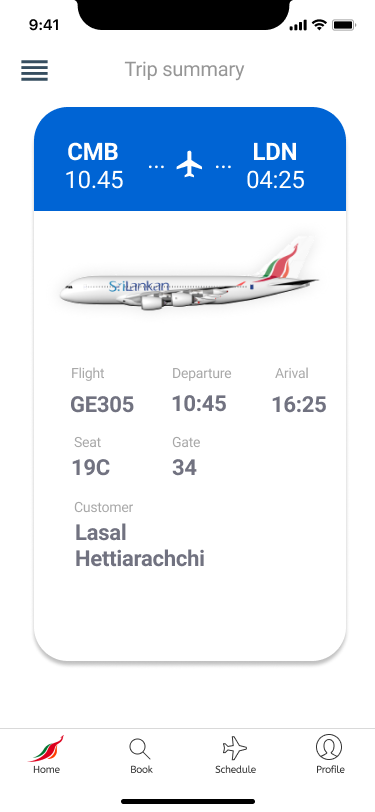 9:41
Trip summary
CMB ... ... LDN
10.45 04:25
SriLankan
Flight Departure Arival
GE305 10:45 16:25
Seat Gate
19C 34
Customer
Lasal
Hettiarachchi
Home Book Schedule Profile